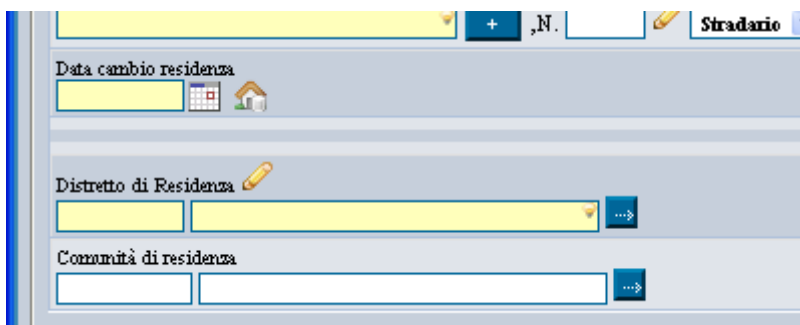 + ,N. Stradario
Data cambio residenza
Distretto di Residenza
Comunità di residenza